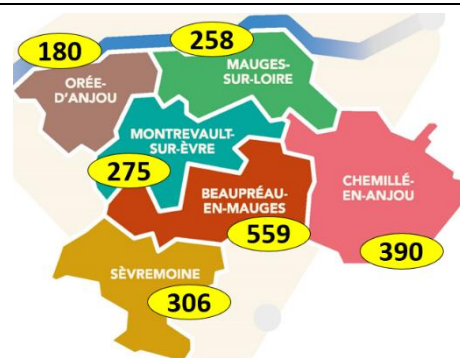 180
258
ORÉE-
D'ANJOU
MAUGES-
SUR-LOIRE
MONTREVAULT-
SUR-ÈVRE
275
BEAUPRÉAU-
EN-MAUGES
559
CHEMILLÉ-
EN-ANJOU
390
SÈVREMOINE
306